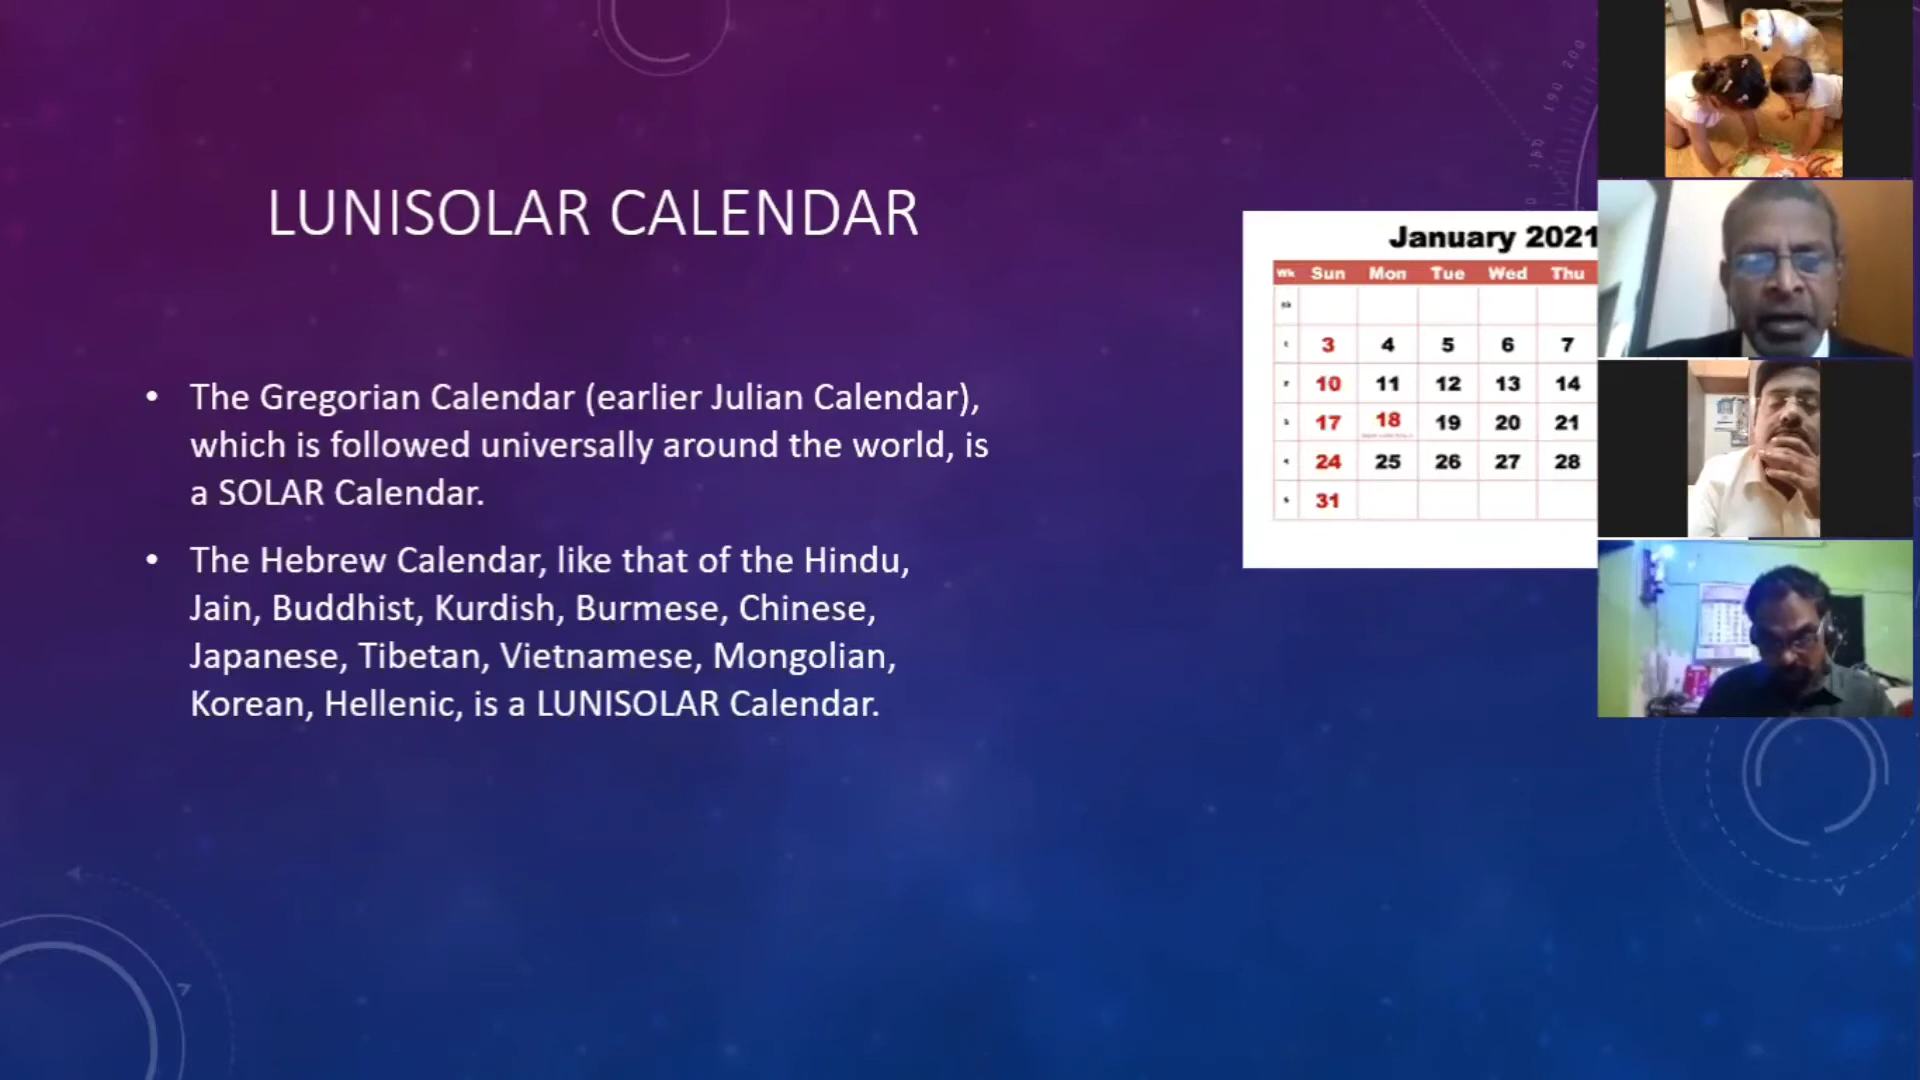 LUNISOLAR CALENDAR
• The Gregorian Calendar (earlier Julian Calendar),
which is followed universally around the world, is
a SOLAR Calendar.
• The Hebrew Calendar, like that of the Hindu,
Jain, Buddhist, Kurdish, Burmese, Chinese,
Japanese, Tibetan, Vietnamese, Mongolian,
Korean, Hellenic, is a LUNISOLAR Calendar.
January 2021
Wk Sun Mon Tue Wed Thu
3 4 5 6 7
10 11 12 13 14
17 18 19 20 21
24 25 26 27 28
31
200
190